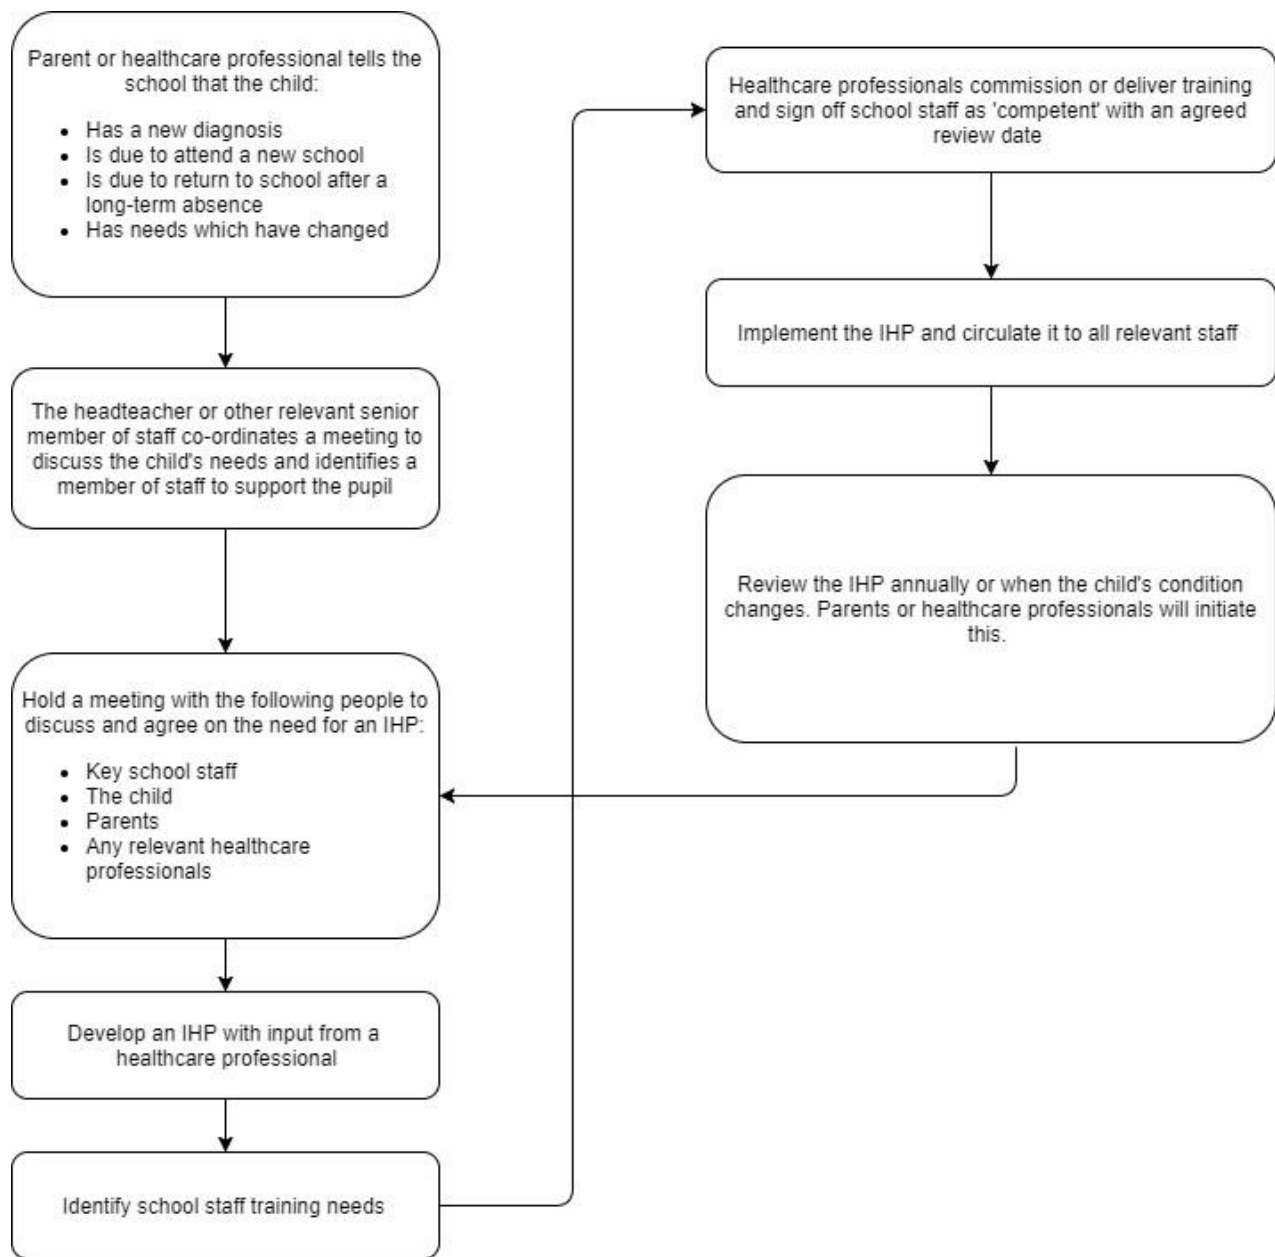 Parent or healthcare professional tells the
school that the child:
• Has a new diagnosis
• Is due to attend a new school
• Is due to return to school after a
long-term absence
• Has needs which have changed
The headteacher or other relevant senior
member of staff co-ordinates a meeting to
discuss the child's needs and identifies a
member of staff to support the pupil
Hold a meeting with the following people to
discuss and agree on the need for an IHP:
• Key school staff
• The child
• Parents
• Any relevant healthcare
professionals
Develop an IHP with input from a
healthcare professional
Identify school staff training needs
Healthcare professionals commission or deliver training
and sign off school staff as 'competent' with an agreed
review date
Implement the IHP and circulate it to all relevant staff
Review the IHP annually or when the child's condition
changes. Parents or healthcare professionals will initiate
this.